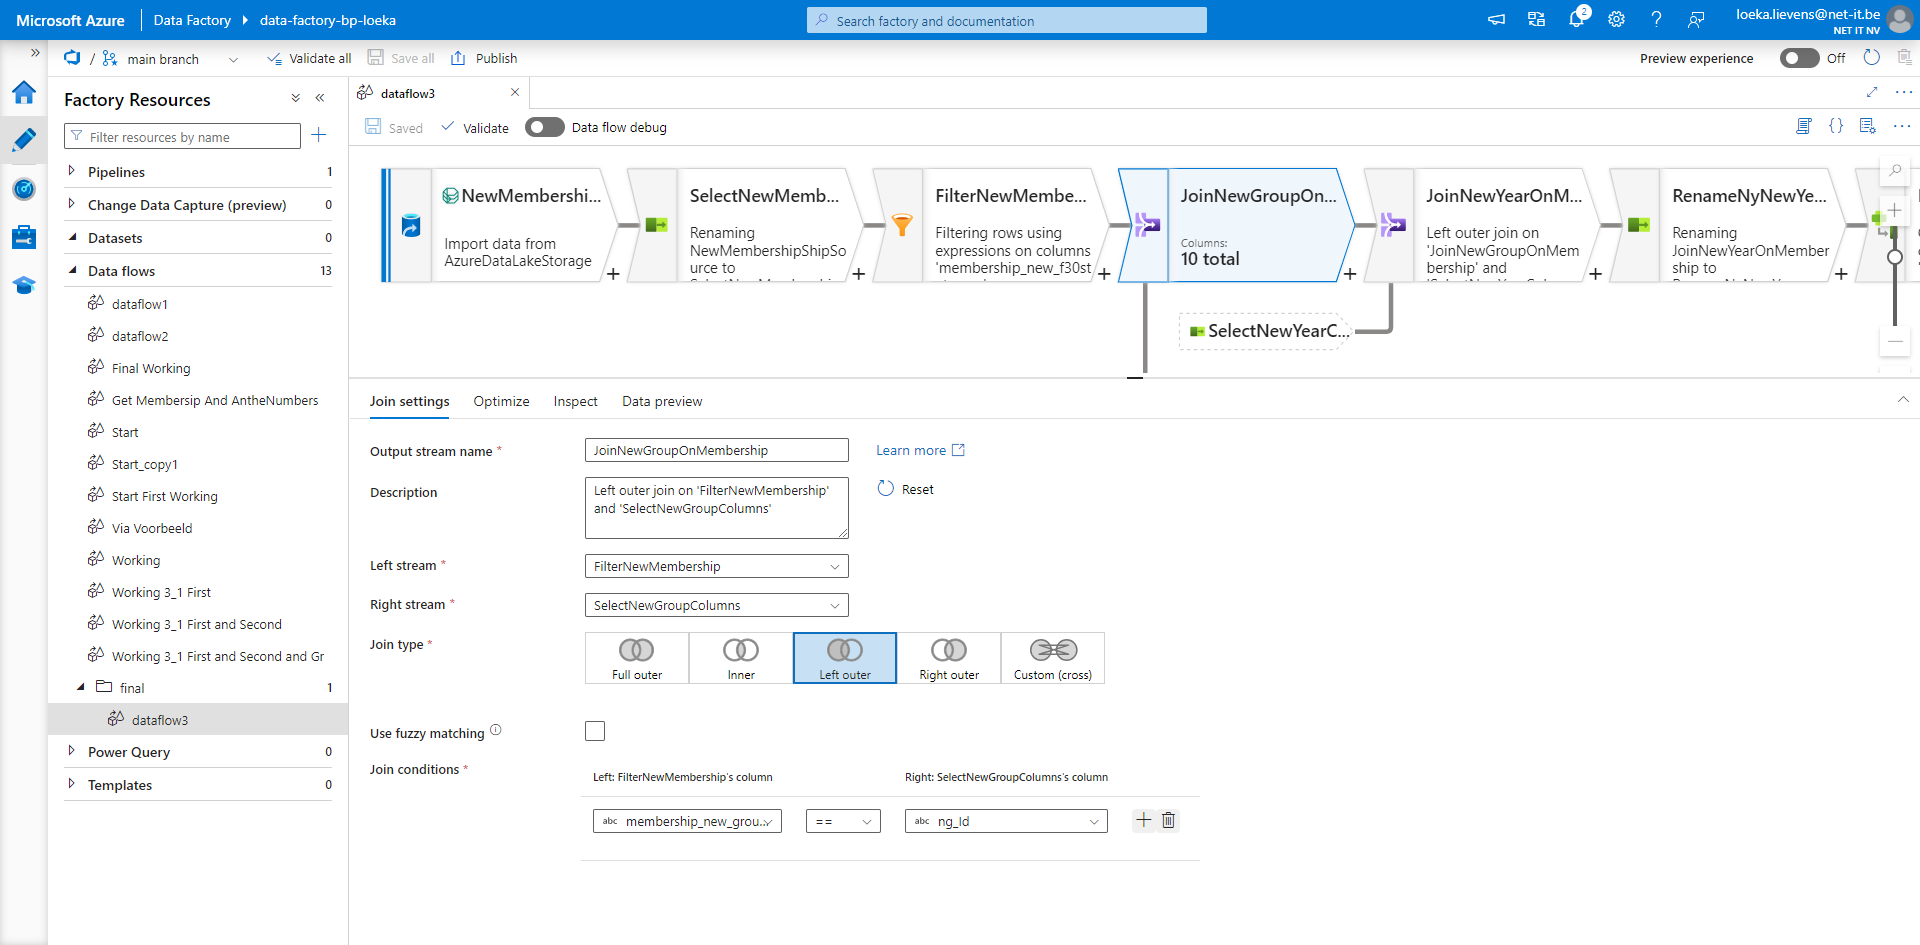 Microsoft Azure
Data Factory
data-factory-bp-loeka
Search factory and documentation
2
loeka.lievens@net-it.be
NET IT NV
/
main branch
Validate all
Save all
Publish
Preview experience
Off
Factory Resources
Filter resources by name
Pipelines 1
Change Data Capture (preview) 0
Datasets 0
Data flows 13
dataflow1
dataflow2
Final Working
Get Membersip And AntheNumbers
Start
Start_copy1
Start First Working
Via Voorbeeld
Working
Working 3_1 First
Working 3_1 First and Second
Working 3_1 First and Second and Gr
final 1
dataflow3
Power Query 0
Templates 0
dataflow3
Saved
Validate
Data flow debug
NewMembershi...
Import data from
AzureDataLakeStorage
SelectNewMemb...
Renaming
NewMembershipShipSo
urce to
FilterNewMembe...
Filtering rows using
expressions on columns
'membership_new_f30st
JoinNewGroupOn...
Columns:
10 total
JoinNewYearOnM...
Left outer join on
'JoinNewGroupOnMem
bership' and
RenameNyNewYe...
Renaming
JoinNewYearOnMember
ship to
SelectNewYearC...
Join settings
Optimize
Inspect
Data preview
Output stream name *
JoinNewGroupOnMembership
Learn more
Description
Left outer join on 'FilterNewMembership'
and 'SelectNewGroupColumns'
Reset
Left stream *
FilterNewMembership
Right stream *
SelectNewGroupColumns
Join type *
Full outer
Inner
Left outer
Right outer
Custom (cross)
Use fuzzy matching
Join conditions *
Left: FilterNewMembership's column
Right: SelectNewGroupColumns's column
abc membership_new_grou...
==
abc ng_Id